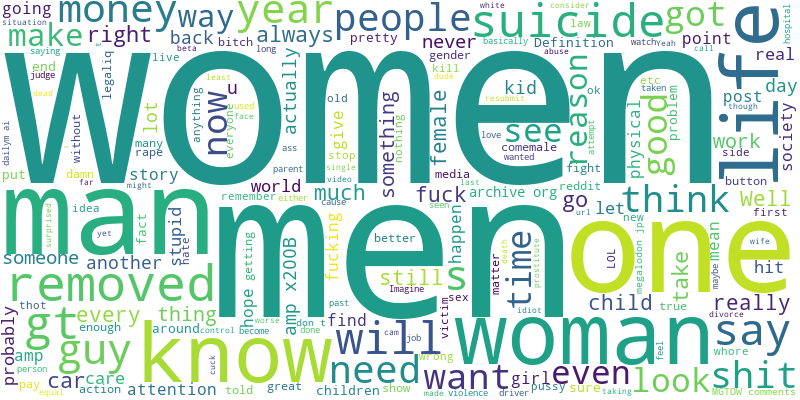 going
situation
money
way
year
people
suicide
got
white
consider
law
hospital
saying
make
right
back
bitch
always
pretty
never
gender
basically
Definition
watch
Yeah
point
real
end
judge
beta
long
actually
kill
dude
abuse
call
women
life
dead
legaliq
live
least
u
old
kid
resubmit
ok
etc
taken
post
though
day
dailym ai
without
lot
many
rape
anything
now
everyone
used
face
give
something
female
love
wanted
see
comemale
reason
attempt
good
physical
problem
work
society
put
damn
story
ass
parent
stop
single
video
nothing
media
fight
reddit
side
button
man
far
might
world
remember
either
much
cause
fuck
last
seen
archive org
go
let
url
think
new
Well
first
surprised
yet
idea
fact
stupid
hate
men
better
happen
matter
death
time
prostitute
one
megalodon jp
mean
maybe
wife
LOL
hit
someone
another
removed
hope
getting
amp x200B
fucking
still
s
Imagine
sex
idiot
child
true
take
really
divorce
gt
every
thing
thot
past
probably
enough
around
control
become
worse
don t
done
find
will
cam
job
victim
woman
say
amp
guy
know
cuck
need
wrong
want
girl
even
feel
look
whore
shit
person
car
care
pay
equal
action
attention
told
great
children
show
made
violence
pussy
driver
sure
taking
MGTOW comments